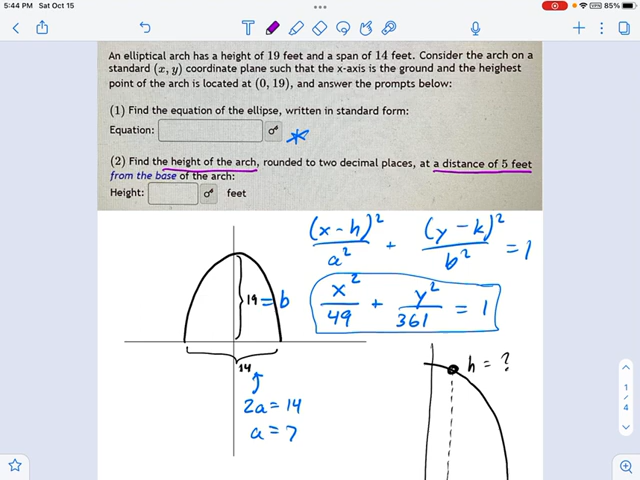 5:44 PM Sat Oct 15
85%
An elliptical arch has a height of 19 feet and a span of 14 feet. Consider the arch on a
standard (x, y) coordinate plane such that the x-axis is the ground and the heighest
point of the arch is located at (0, 19), and answer the prompts below:
(1) Find the equation of the ellipse, written in standard form:
Equation:
(2) Find the height of the arch, rounded to two decimal places, at a distance of 5 feet
from the base of the arch:
Height: feet
(x-h)²/a² + (y-k)²/b² = 1
x²/49 + y²/361 = 1
19 = b
14
2a = 14
a = 7
h = ?
1
/
4